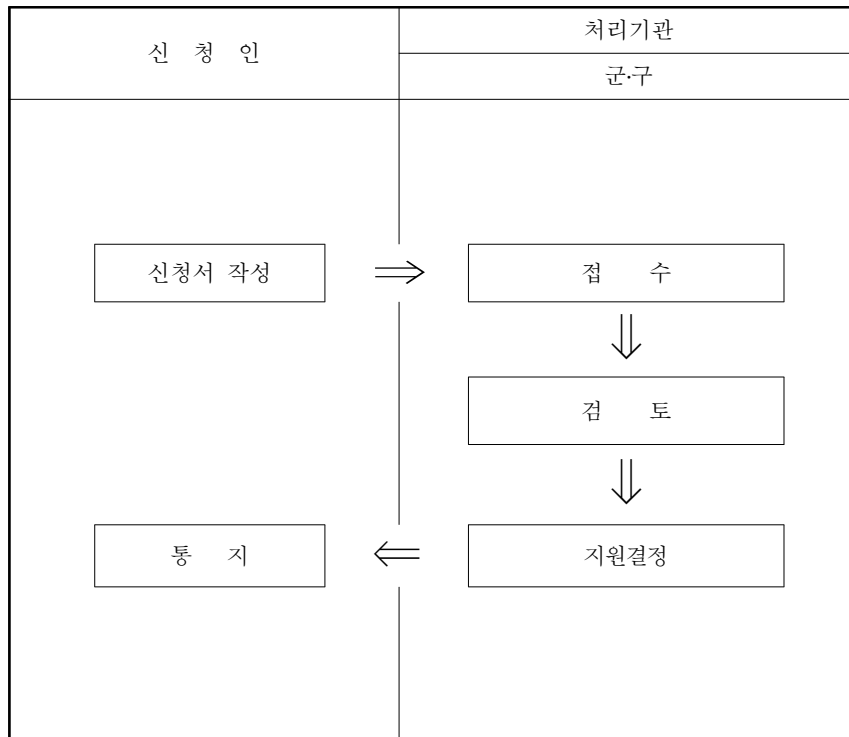 신 청 인
처리기관
군·구
신청서 작성
접 수
검 토
통 지
지원결정